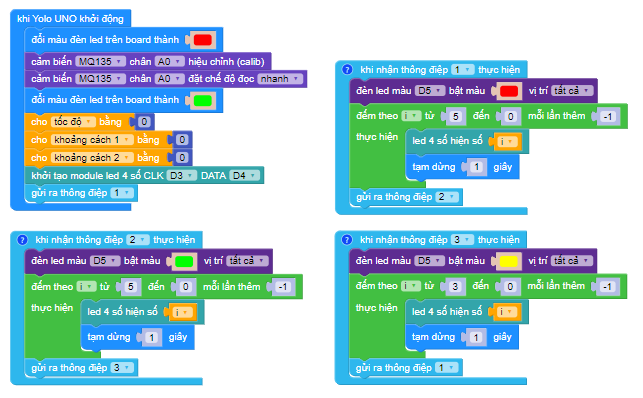 khi Yolo UNO khởi động
đổi màu đèn led trên board thành
cảm biến MQ135 chân A0 hiệu chỉnh (calib)
cảm biến MQ135 chân A0 đặt chế độ đọc nhanh
đổi màu đèn led trên board thành
cho tốc độ bằng 0
cho khoảng cách 1 bằng 0
cho khoảng cách 2 bằng 0
khởi tạo module led 4 số CLK D3 DATA D4
gửi ra thông điệp 1
? khi nhận thông điệp 1 thực hiện
đèn led màu D5 bật màu vị trí tất cả
đếm theo i từ 5 đến 0 mỗi lần thêm -1
thực hiện led 4 số hiện số i
tạm dừng 1 giây
gửi ra thông điệp 2
? khi nhận thông điệp 2 thực hiện
đèn led màu D5 bật màu vị trí tất cả
đếm theo i từ 5 đến 0 mỗi lần thêm -1
thực hiện led 4 số hiện số i
tạm dừng 1 giây
gửi ra thông điệp 3
? khi nhận thông điệp 3 thực hiện
đèn led màu D5 bật màu vị trí tất cả
đếm theo i từ 3 đến 0 mỗi lần thêm -1
thực hiện led 4 số hiện số i
tạm dừng 1 giây
gửi ra thông điệp 1